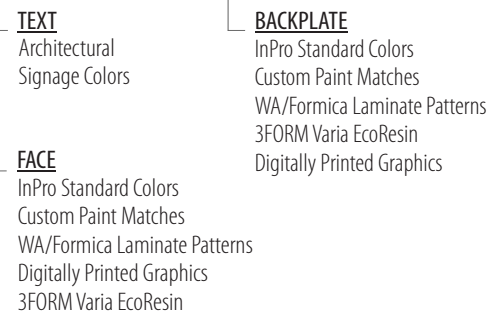 TEXT
Architectural
Signage Colors
FACE
InPro Standard Colors
Custom Paint Matches
WA/Formica Laminate Patterns
Digitally Printed Graphics
3FORM Varia EcoResin
BACKPLATE
InPro Standard Colors
Custom Paint Matches
WA/Formica Laminate Patterns
3FORM Varia EcoResin
Digitally Printed Graphics